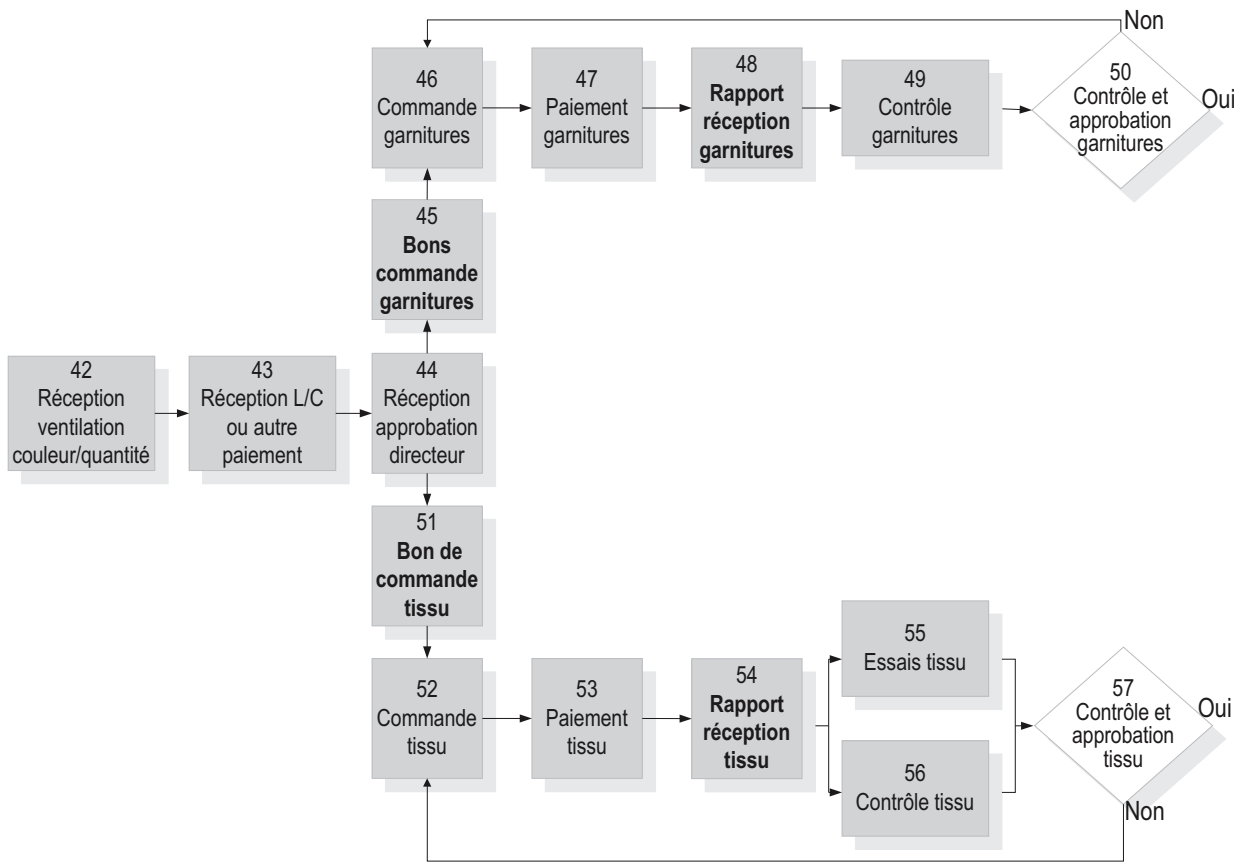 Non
46
Commande
garnitures
47
Paiement
garnitures
48
Rapport
réception
garnitures
49
Contrôle
garnitures
50
Contrôle et
approbation
garnitures
Oui
45
Bons
commande
garnitures
42
Réception
ventilation
couleur/quantité
43
Réception L/C
ou autre
paiement
44
Réception
approbation
directeur
51
Bon de
commande
tissu
52
Commande
tissu
53
Paiement
tissu
54
Rapport
réception
tissu
55
Essais tissu
56
Contrôle tissu
57
Contrôle et
approbation
tissu
Oui
Non